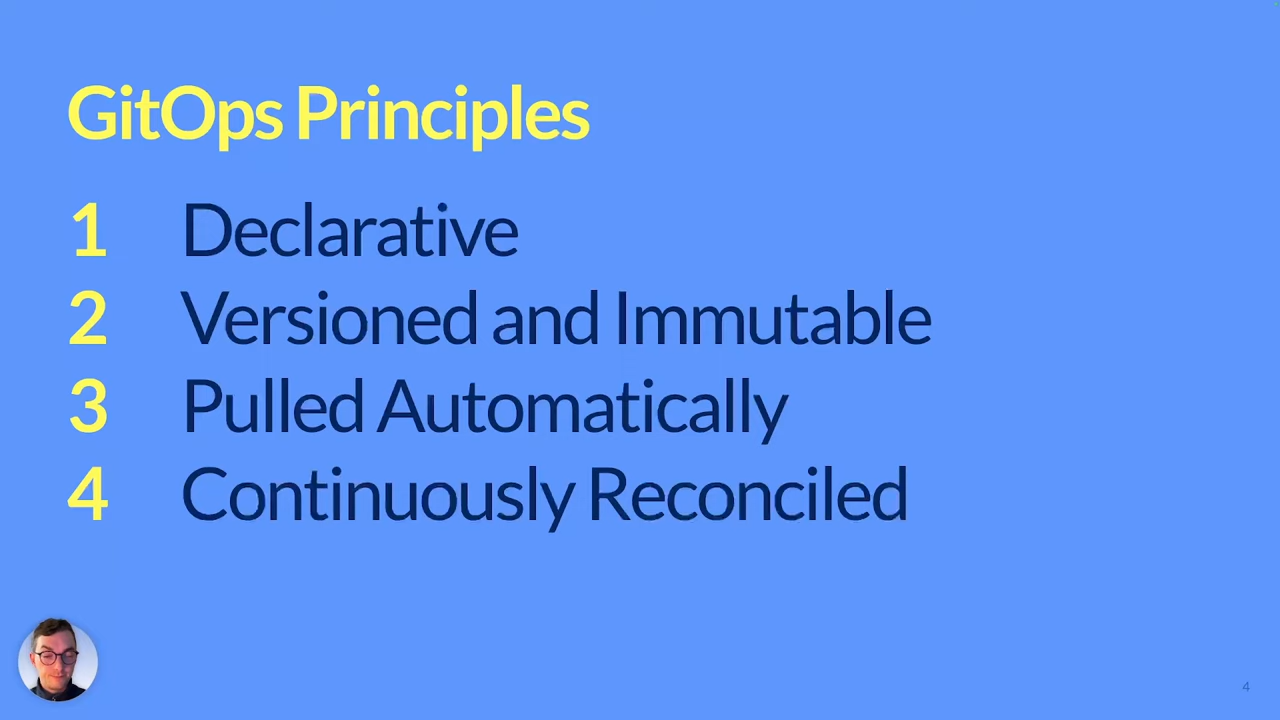 GitOps Principles
1 Declarative
2 Versioned and Immutable
3 Pulled Automatically
4 Continuously Reconciled
4